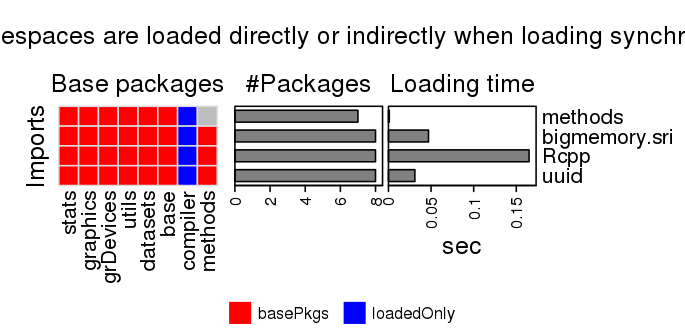 espaces are loaded directly or indirectly when loading synchr
Base packages #Packages Loading time
Imports
methods
bigmemory.sri
Rcpp
uuid
stats graphics grDevices utils datasets base compiler methods
0 2 4 6 8
0 0.05 0.1 0.15
sec
basePkgs loadedOnly